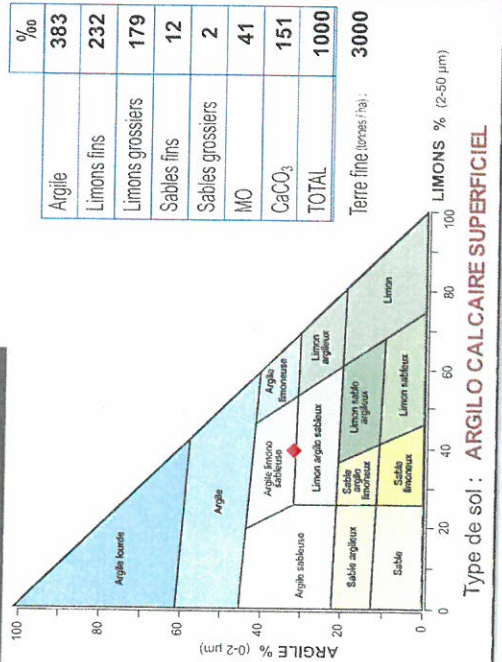 ‰
Argile 383
Limons fins 232
Limons grossiers 179
Sables fins 12
Sables grossiers 2
MO 41
CaCO₃ 151
TOTAL 1000
Terre fine (tonnes / ha) : 3000
ARGILE % (0-2 µm)
100
80
60
40
20
0
Argile lourde
Argile
Argile limono sableuse
Argile limoneuse
Argilo sableuse
Limon argilo sableux
Limon argileux
Sable argileux
Sable argilo limoneux
Limon sablo argileux
Limon
Sable
Sable limoneux
Limon sableux
0 20 40 60 80 100
LIMONS % (2-50 µm)
Type de sol : ARGILO CALCAIRE SUPERFICIEL